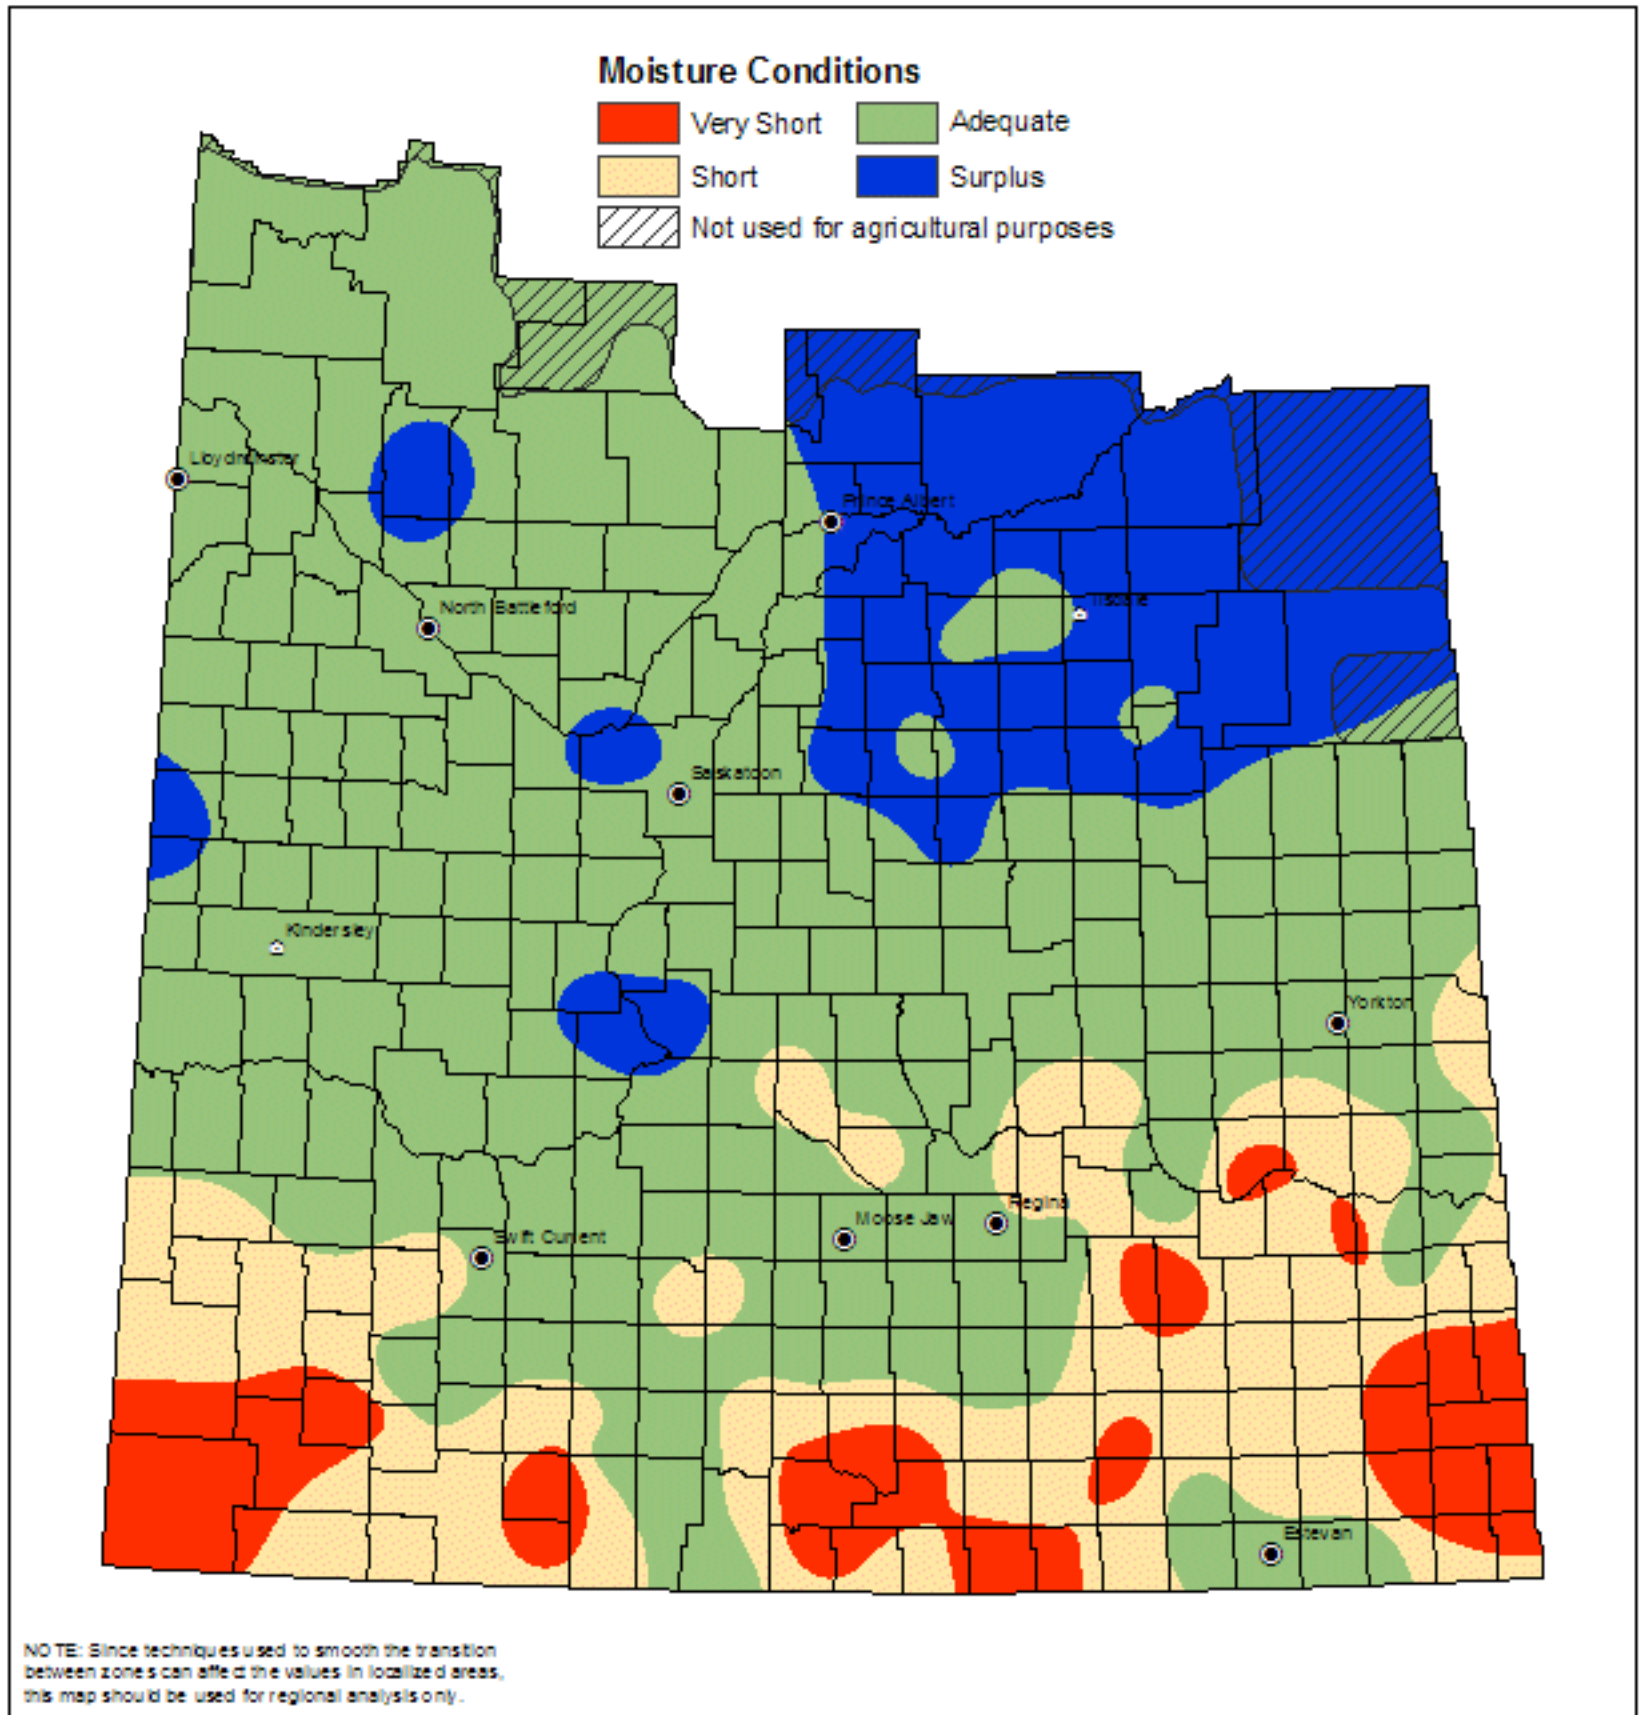 Moisture Conditions
Very Short
Adequate
Short
Surplus
Not used for agricultural purposes
Lloydminster
Prince Albert
North Battleford
Tisdale
Saskatoon
Kindersley
Yorkton
Regina
Moose Jaw
Swift Current
Estevan
NOTE: Since techniques used to smooth the transition
between zones can affect the values in localized areas,
this map should be used for regional analysis only.